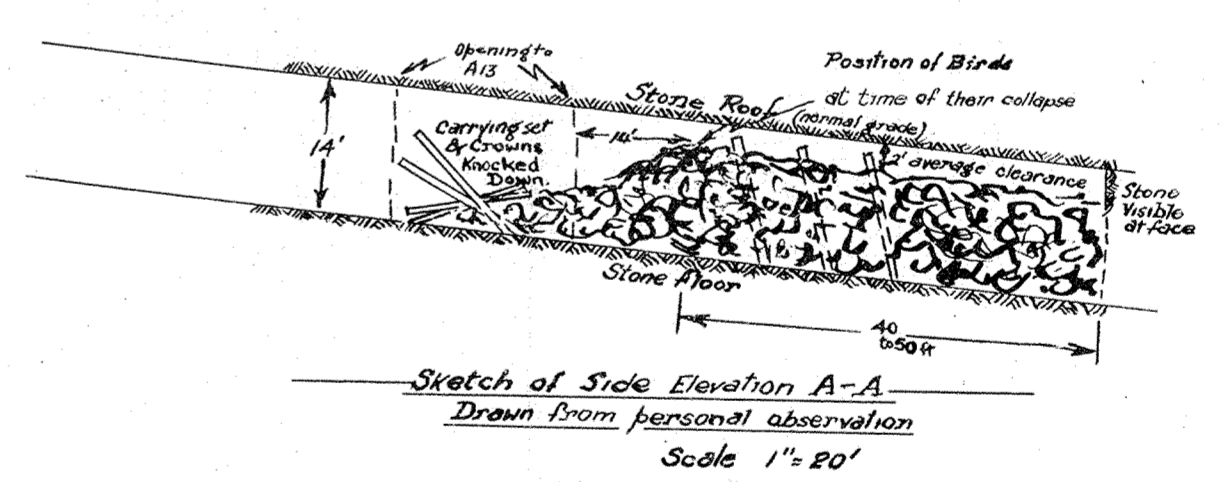 Opening to
A13
Position of Birds
at time of their collapse
(normal grade)
Stone Roof
14'
Carrying set
& Crowns
Knocked
Down.
14'
2' average clearance
Stone
Visible
at face
Stone floor
40
to 50 ft
Sketch of Side Elevation A-A
Drawn from personal observation
Scale 1"= 20'